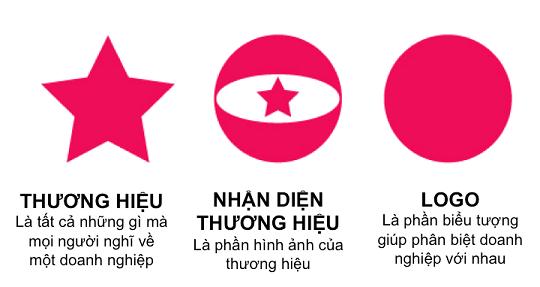 THƯƠNG HIỆU
Là tất cả những gì mà
mọi người nghĩ về
một doanh nghiệp
NHẬN DIỆN
THƯƠNG HIỆU
Là phần hình ảnh của
thương hiệu
LOGO
Là phần biểu tượng
giúp phân biệt doanh
nghiệp với nhau